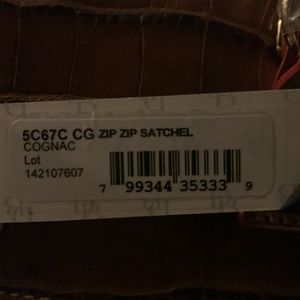 5C67C CG ZIP ZIP SATCHEL
COGNAC
Lot
142107607
7 99344 35333 9